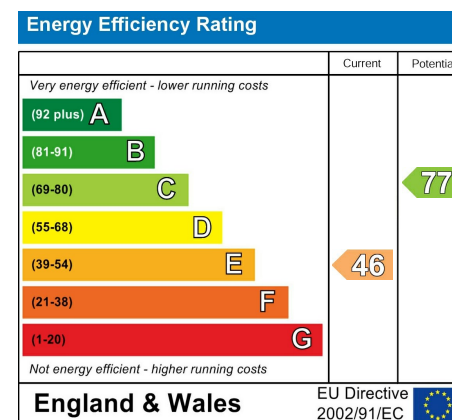 Energy Efficiency Rating
Current Potentia
Very energy efficient - lower running costs
(92 plus) A
(81-91) B
(69-80) C
77
(55-68) D
(39-54) E
46
(21-38) F
(1-20) G
Not energy efficient - higher running costs
England & Wales
EU Directive
2002/91/EC